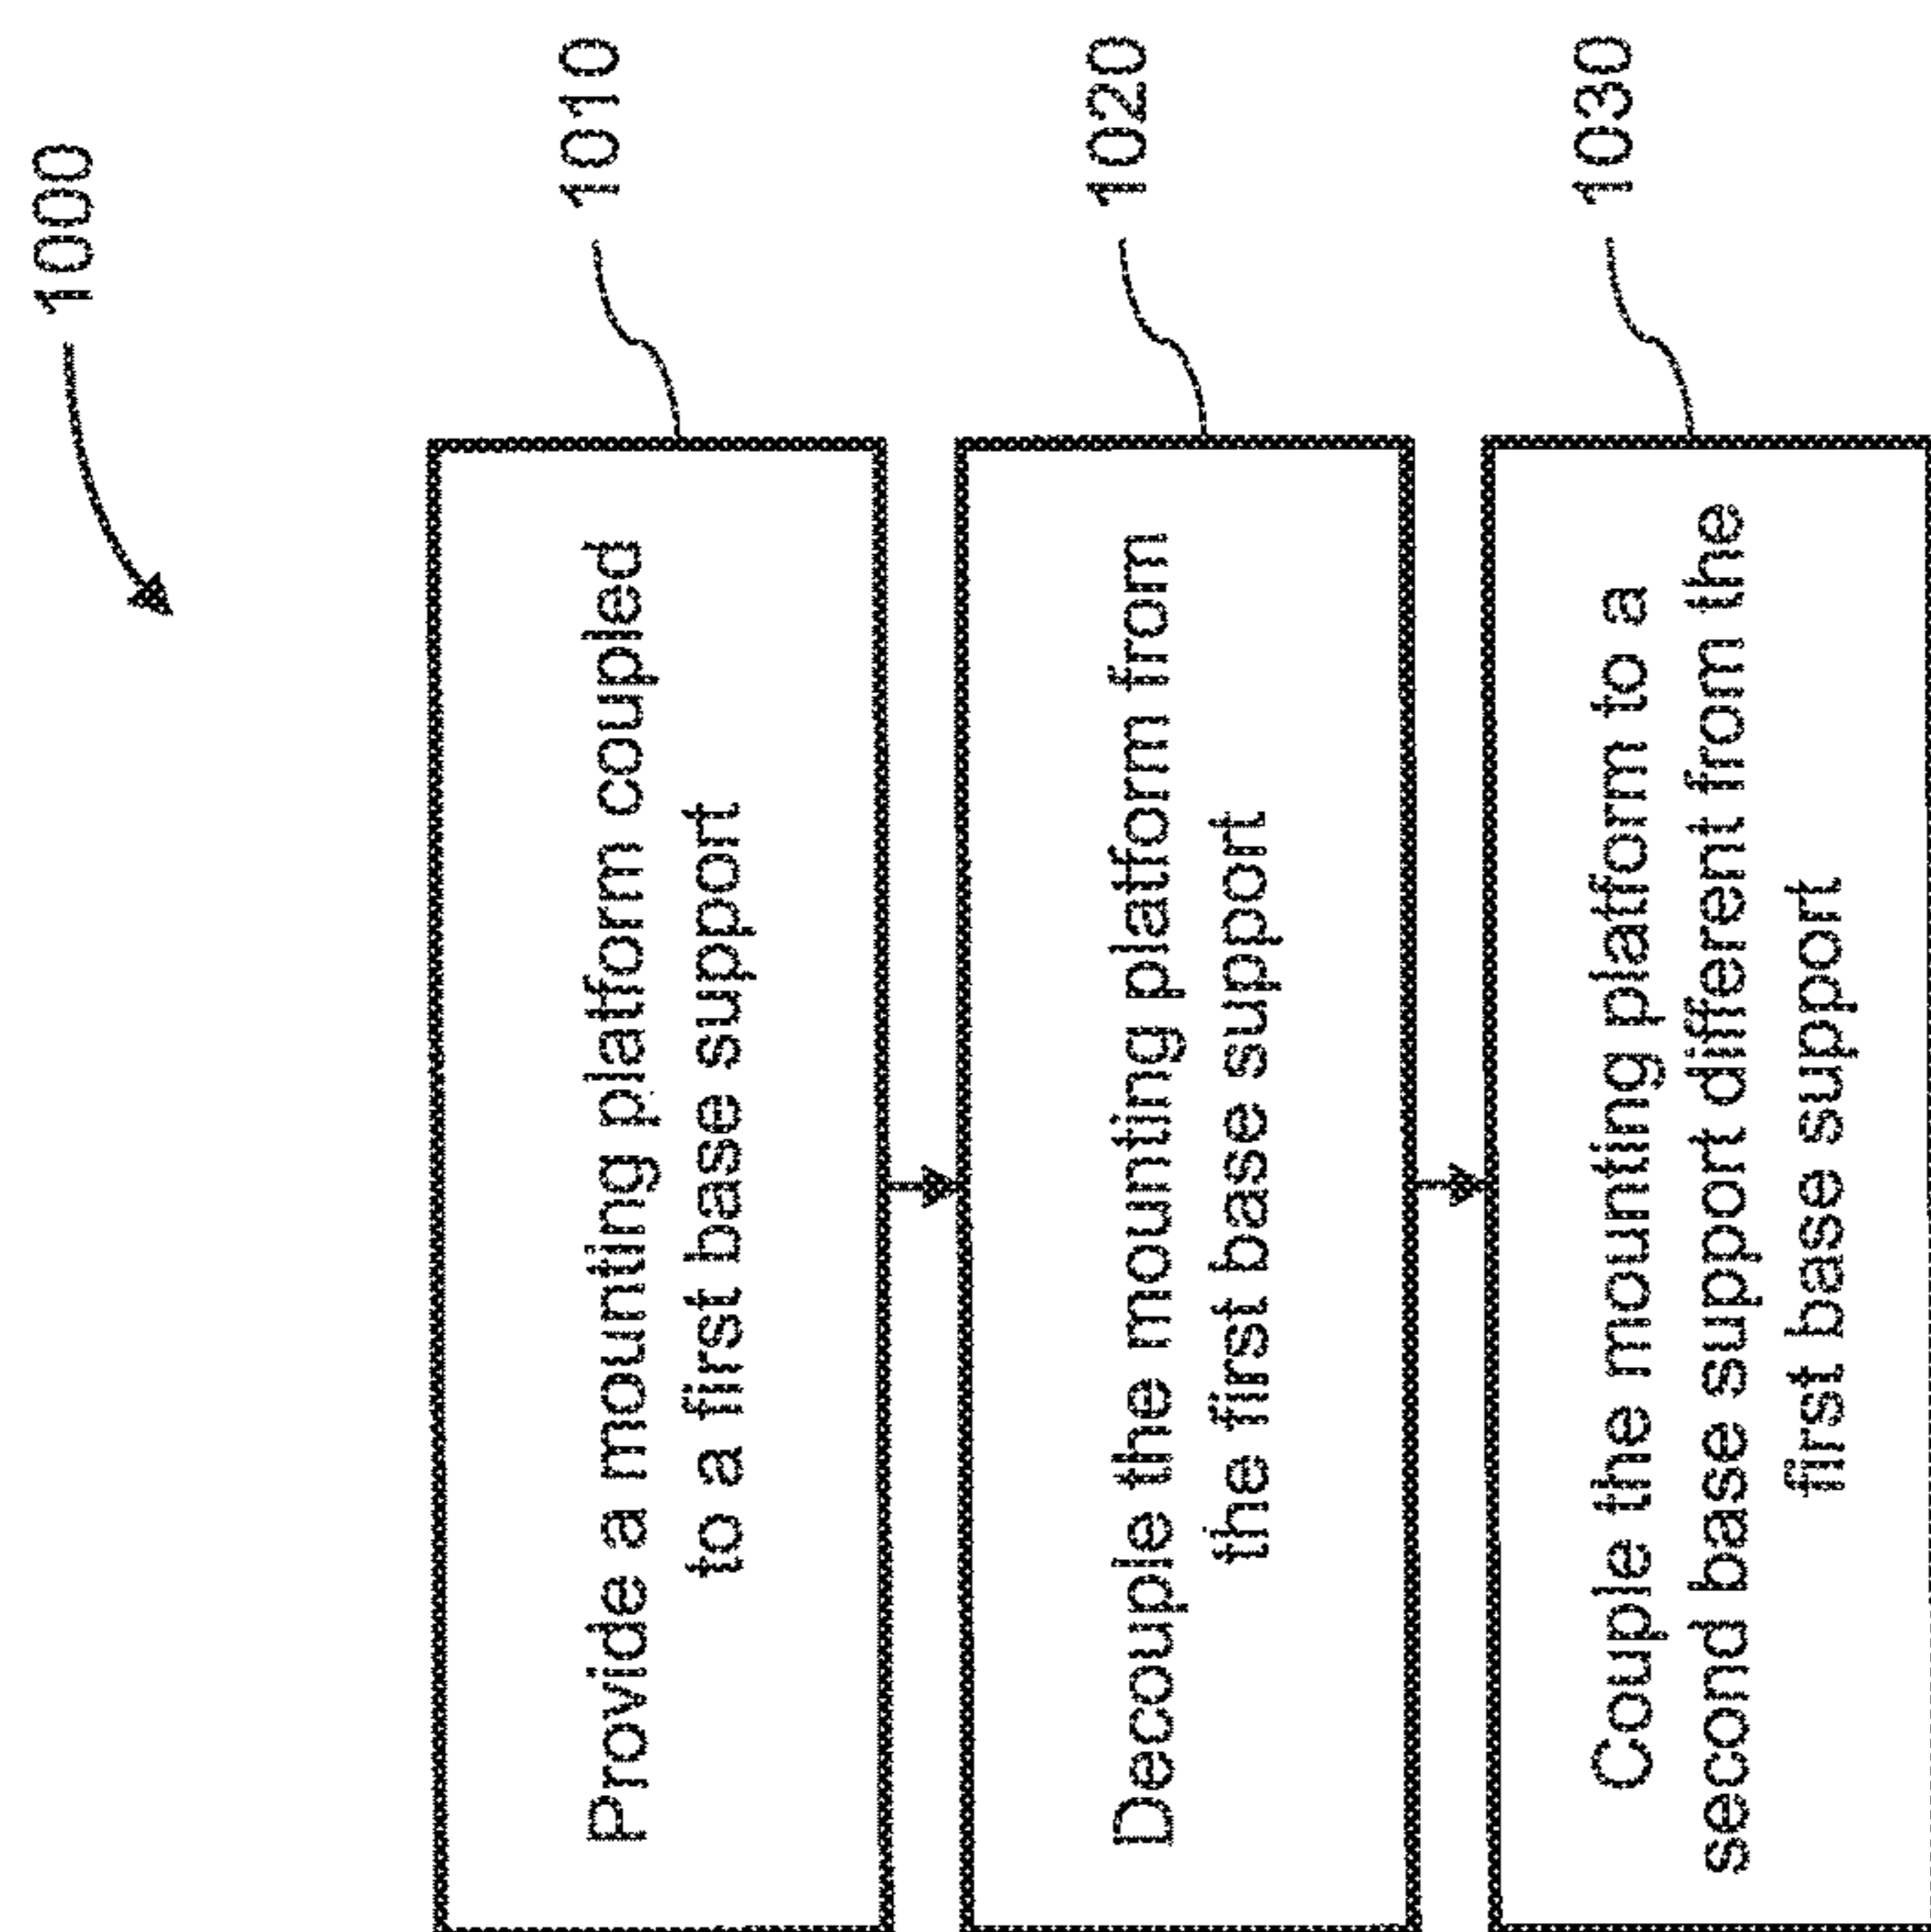 1000
Provide a mounting platform coupled
to a first base support
1010
Decouple the mounting platform from
the first base support
1020
Couple the mounting platform to a
second base support different from the
first base support
1030